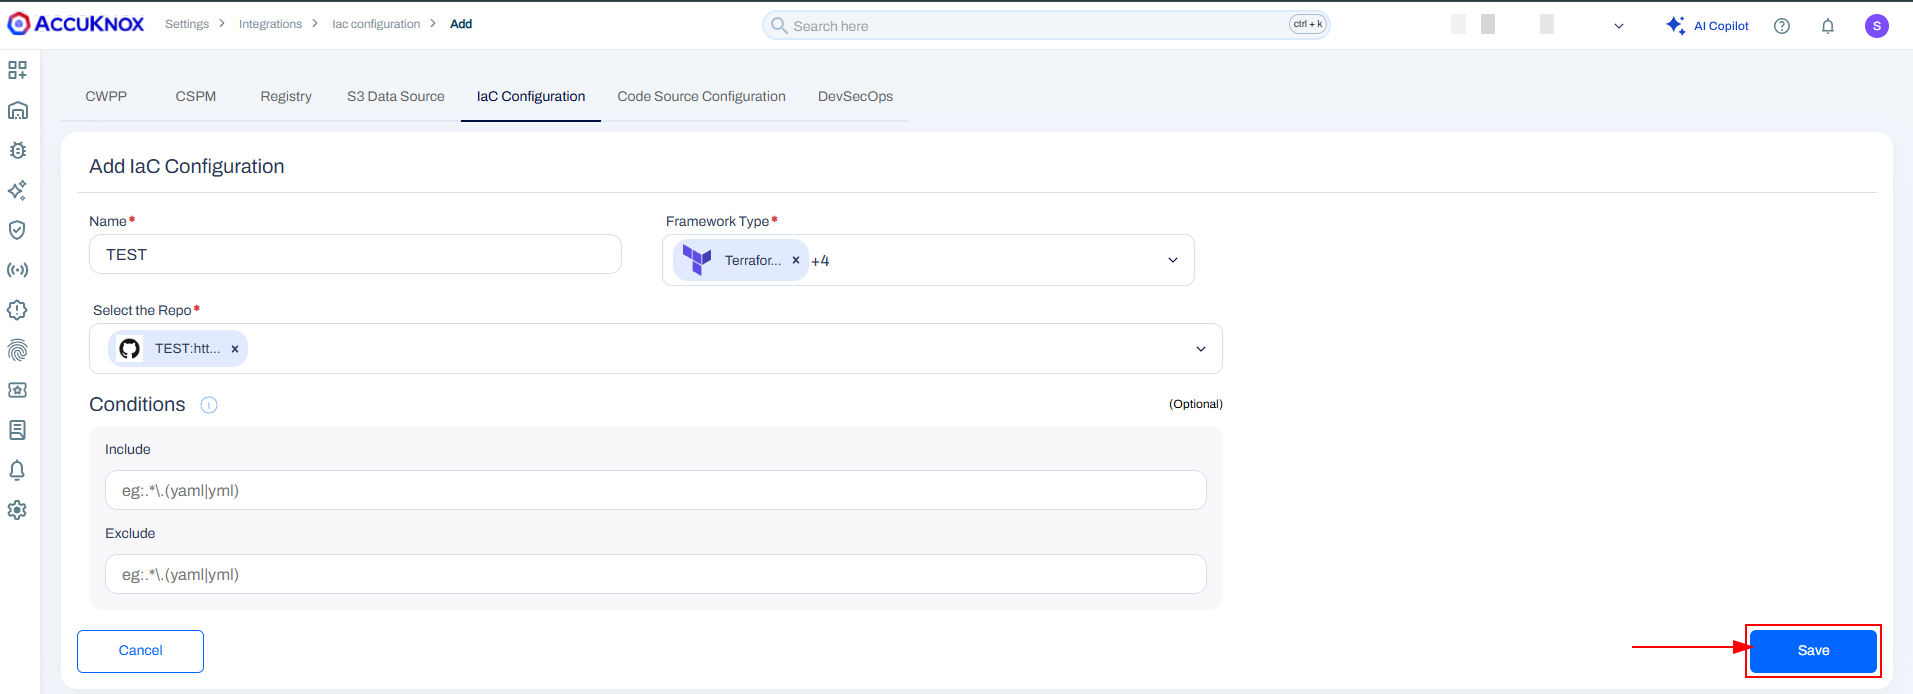 ACCUKNOX
Settings > Integrations > Iac configuration > Add
Search here
ctrl + k
AI Copilot
S
CWPP
CSPM
Registry
S3 Data Source
IaC Configuration
Code Source Configuration
DevSecOps
Add IaC Configuration
Name*
Framework Type*
TEST
Terrafor... × +4
Select the Repo*
TEST:htt... ×
Conditions
(Optional)
Include
eg:.*\.(yaml|yml)
Exclude
eg:.*\.(yaml|yml)
Cancel
Save